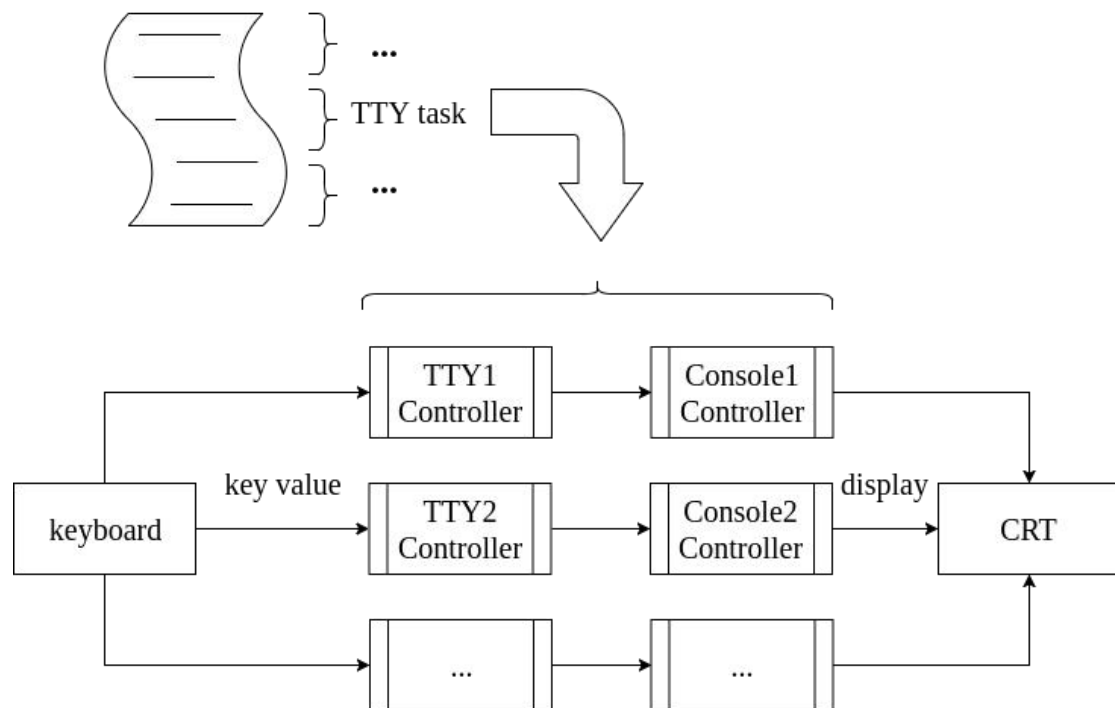 ...
TTY task
...
TTY1
Controller
Console1
Controller
key value
display
keyboard
TTY2
Controller
Console2
Controller
CRT
...
...